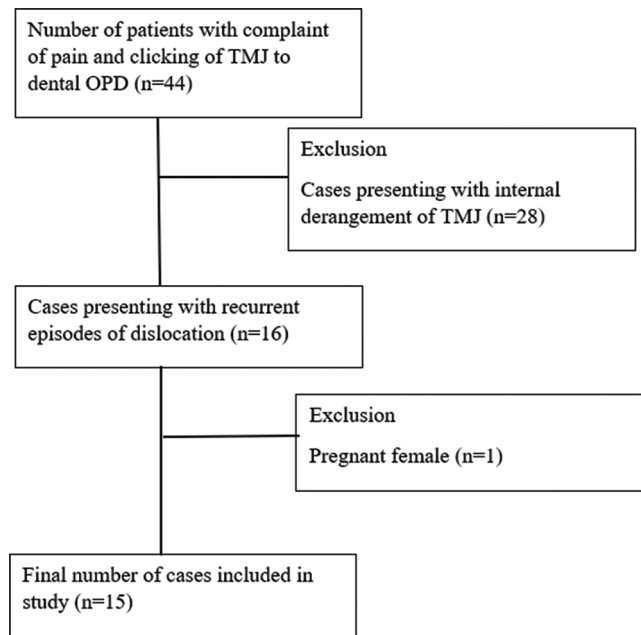 Number of patients with complaint
of pain and clicking of TMJ to
dental OPD (n=44)
Exclusion
Cases presenting with internal
derangement of TMJ (n=28)
Cases presenting with recurrent
episodes of dislocation (n=16)
Exclusion
Pregnant female (n=1)
Final number of cases included in
study (n=15)